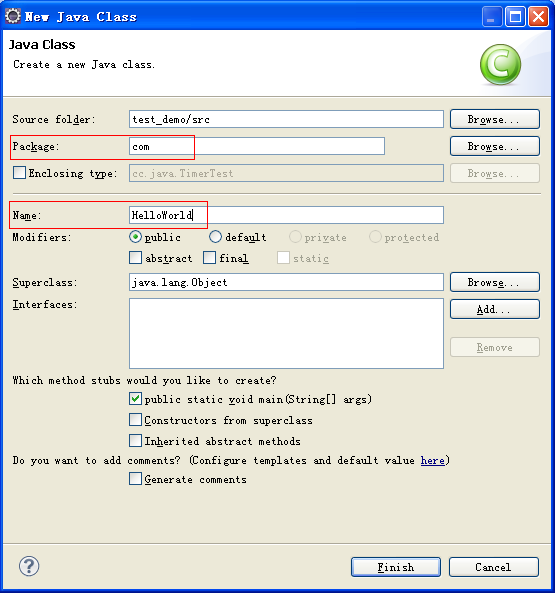 New Java Class
Java Class
Create a new Java class.
C
Source folder: test_demo/src Browse...
Package: com Browse...
Enclosing type: cc.java.TimerTest Browse...
Name: HelloWorld
Modifiers: public default private protected
abstract final static
Superclass: java.lang.Object Browse...
Interfaces: Add...
Remove
Which method stubs would you like to create?
public static void main(String[] args)
Constructors from superclass
Inherited abstract methods
Do you want to add comments? (Configure templates and default value here)
Generate comments
? Finish Cancel